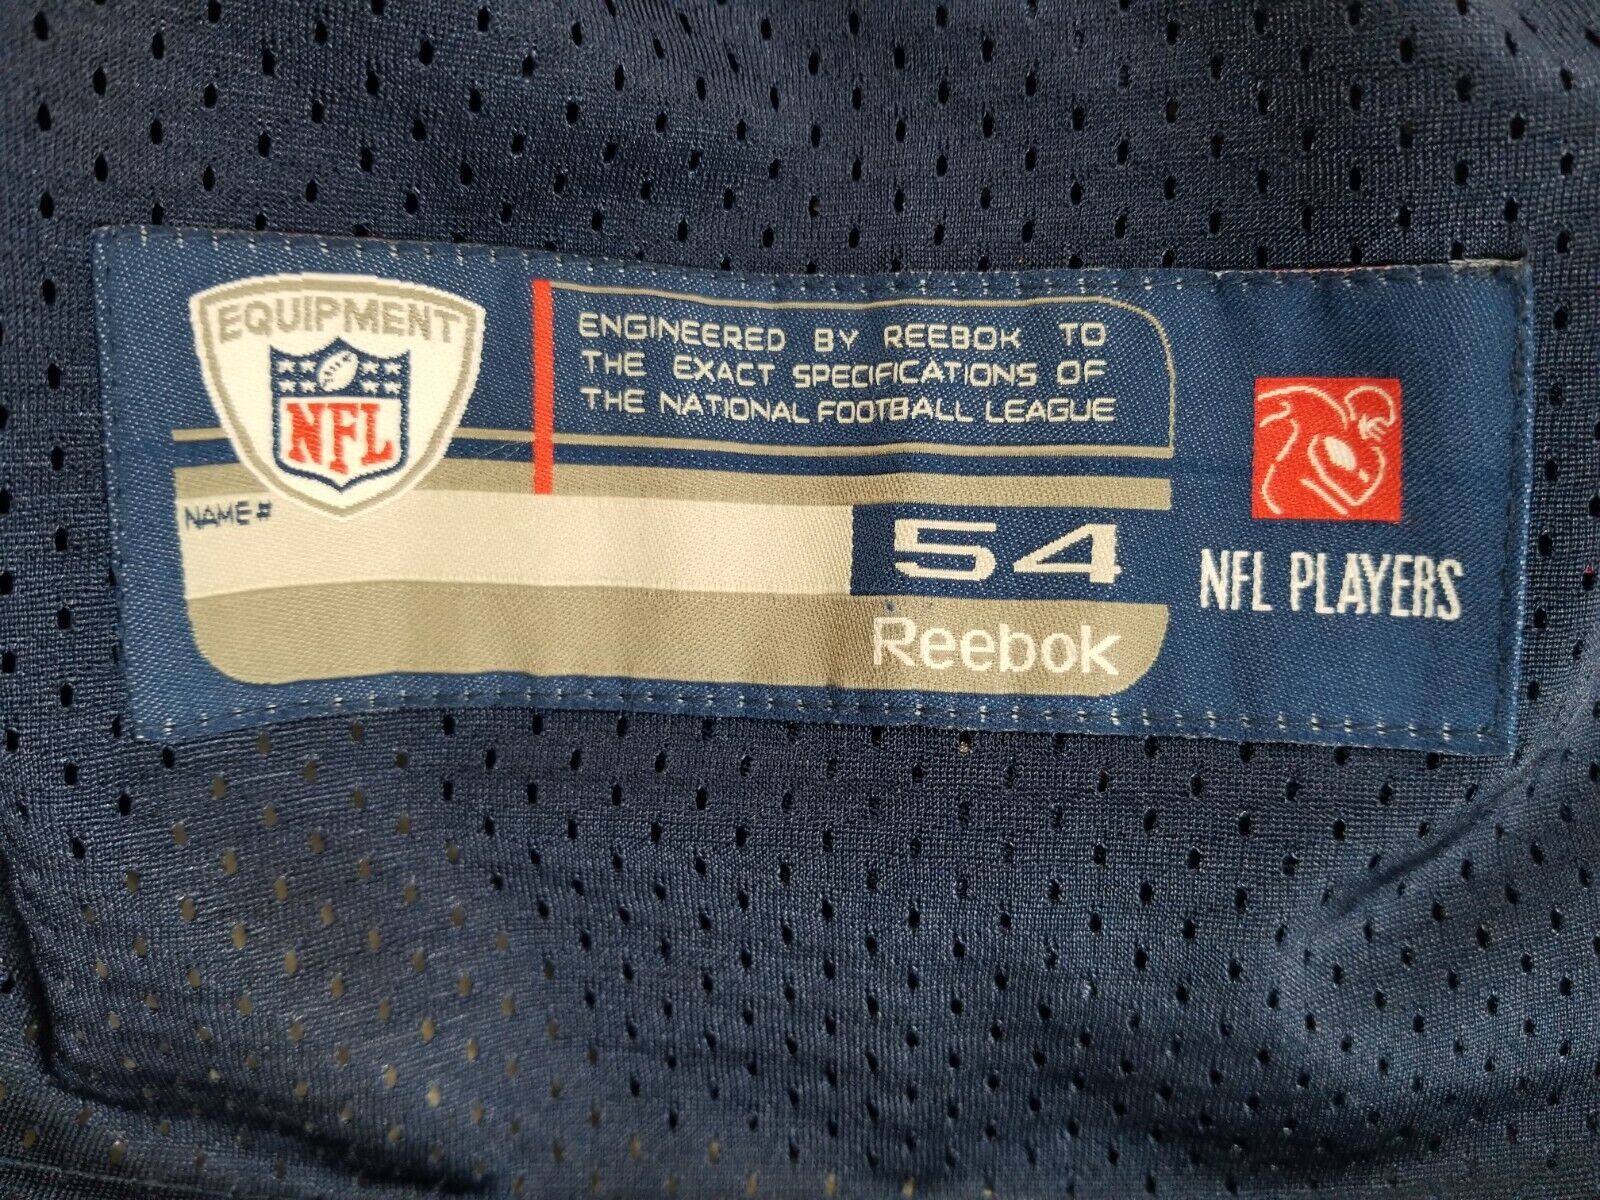 EQUIPMENT
NFL
ENGINEERED BY REEBOK TO
THE EXACT SPECIFICATIONS OF
THE NATIONAL FOOTBALL LEAGUE
NAME #
54
Reebok
NFL PLAYERS